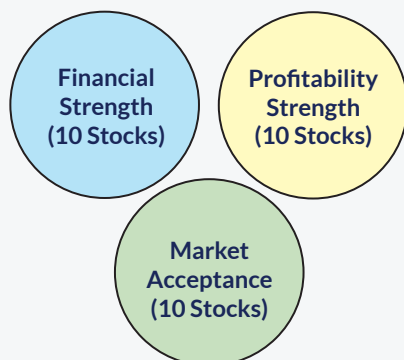 Financial
Strength
(10 Stocks)
Profitability
Strength
(10 Stocks)
Market
Acceptance
(10 Stocks)